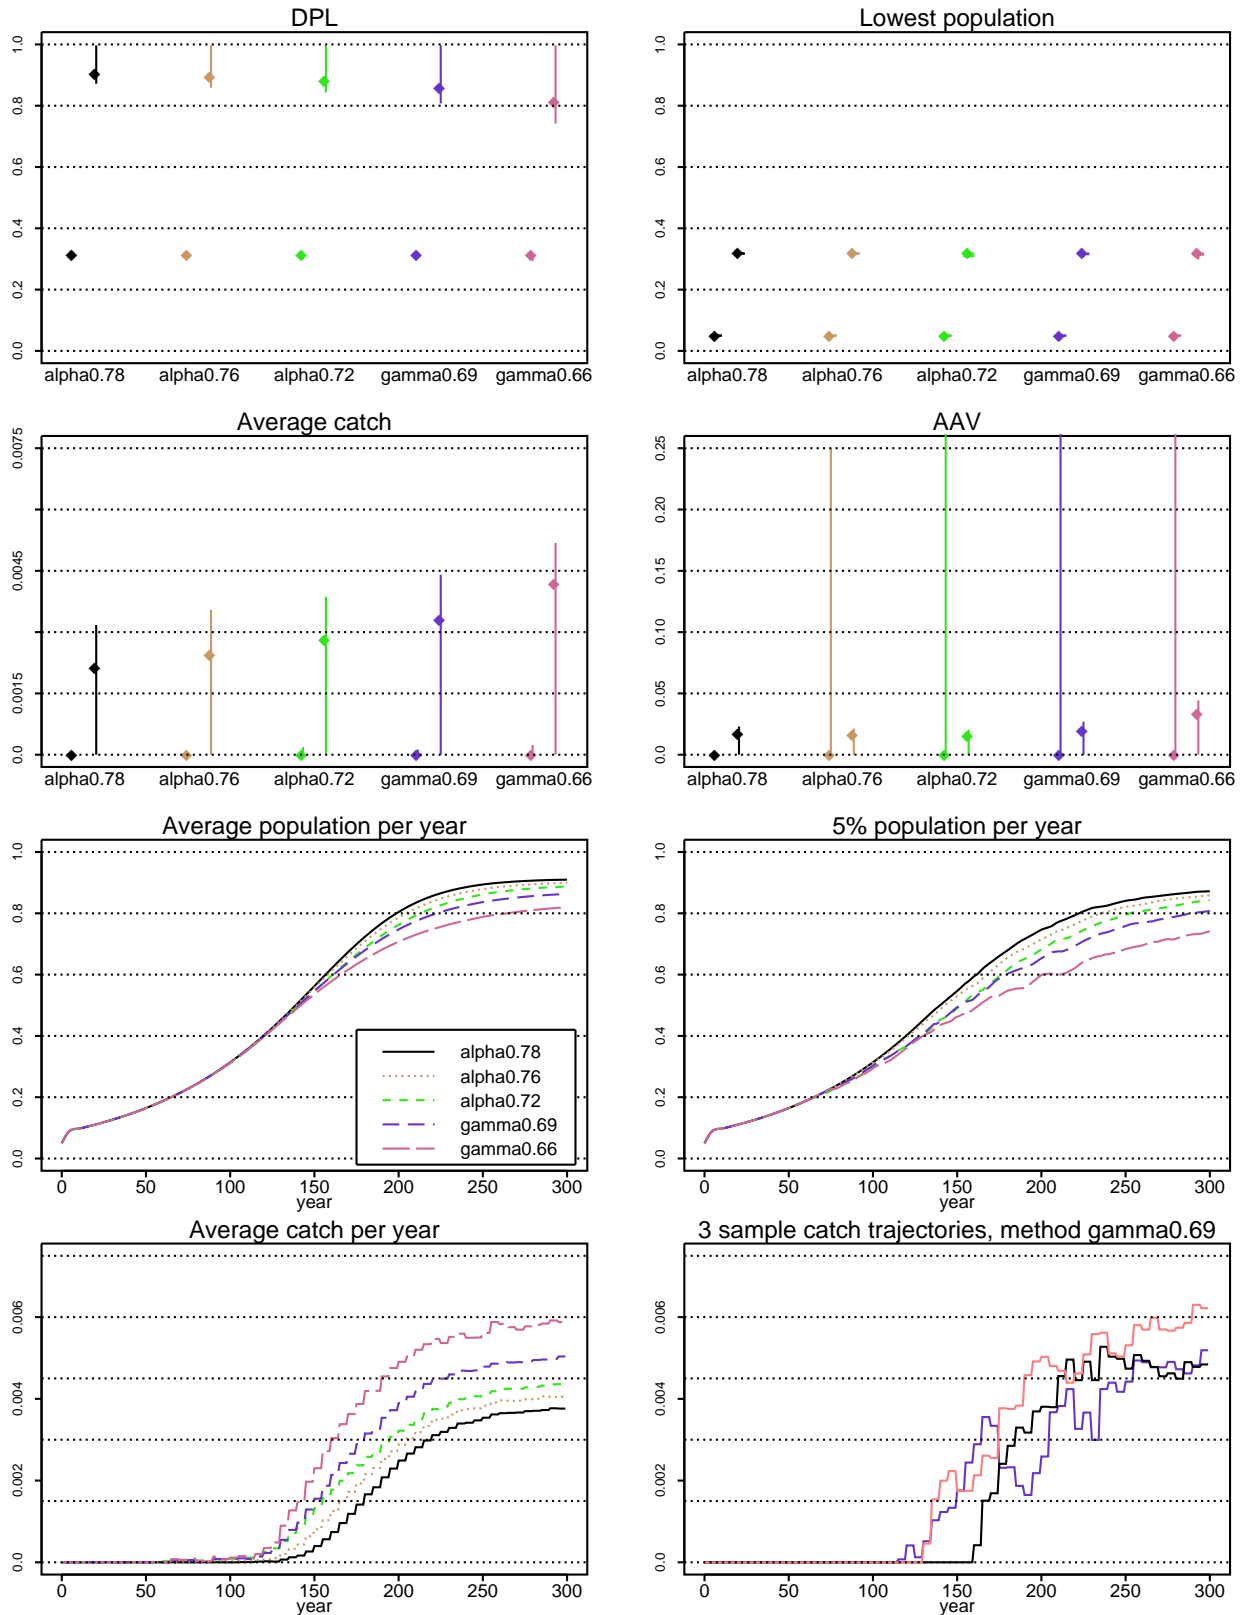 DPL
1.0
0.8
0.6
0.4
0.2
0.0
alpha0.78 alpha0.76 alpha0.72 gamma0.69 gamma0.66
Lowest population
1.0
0.8
0.6
0.4
0.2
0.0
alpha0.78 alpha0.76 alpha0.72 gamma0.69 gamma0.66
Average catch
0.0075
0.0045
0.0015
0.0
alpha0.78 alpha0.76 alpha0.72 gamma0.69 gamma0.66
AAV
0.25
0.20
0.15
0.10
0.05
0.0
alpha0.78 alpha0.76 alpha0.72 gamma0.69 gamma0.66
Average population per year
1.0
0.8
0.6
0.4
0.2
0.0
alpha0.78
alpha0.76
alpha0.72
gamma0.69
gamma0.66
0 50 100 150 200 250 300
year
5% population per year
1.0
0.8
0.6
0.4
0.2
0.0
0 50 100 150 200 250 300
year
Average catch per year
0.006
0.004
0.002
0.0
0 50 100 150 200 250 300
year
3 sample catch trajectories, method gamma0.69
0.006
0.004
0.002
0.0
0 50 100 150 200 250 300
year